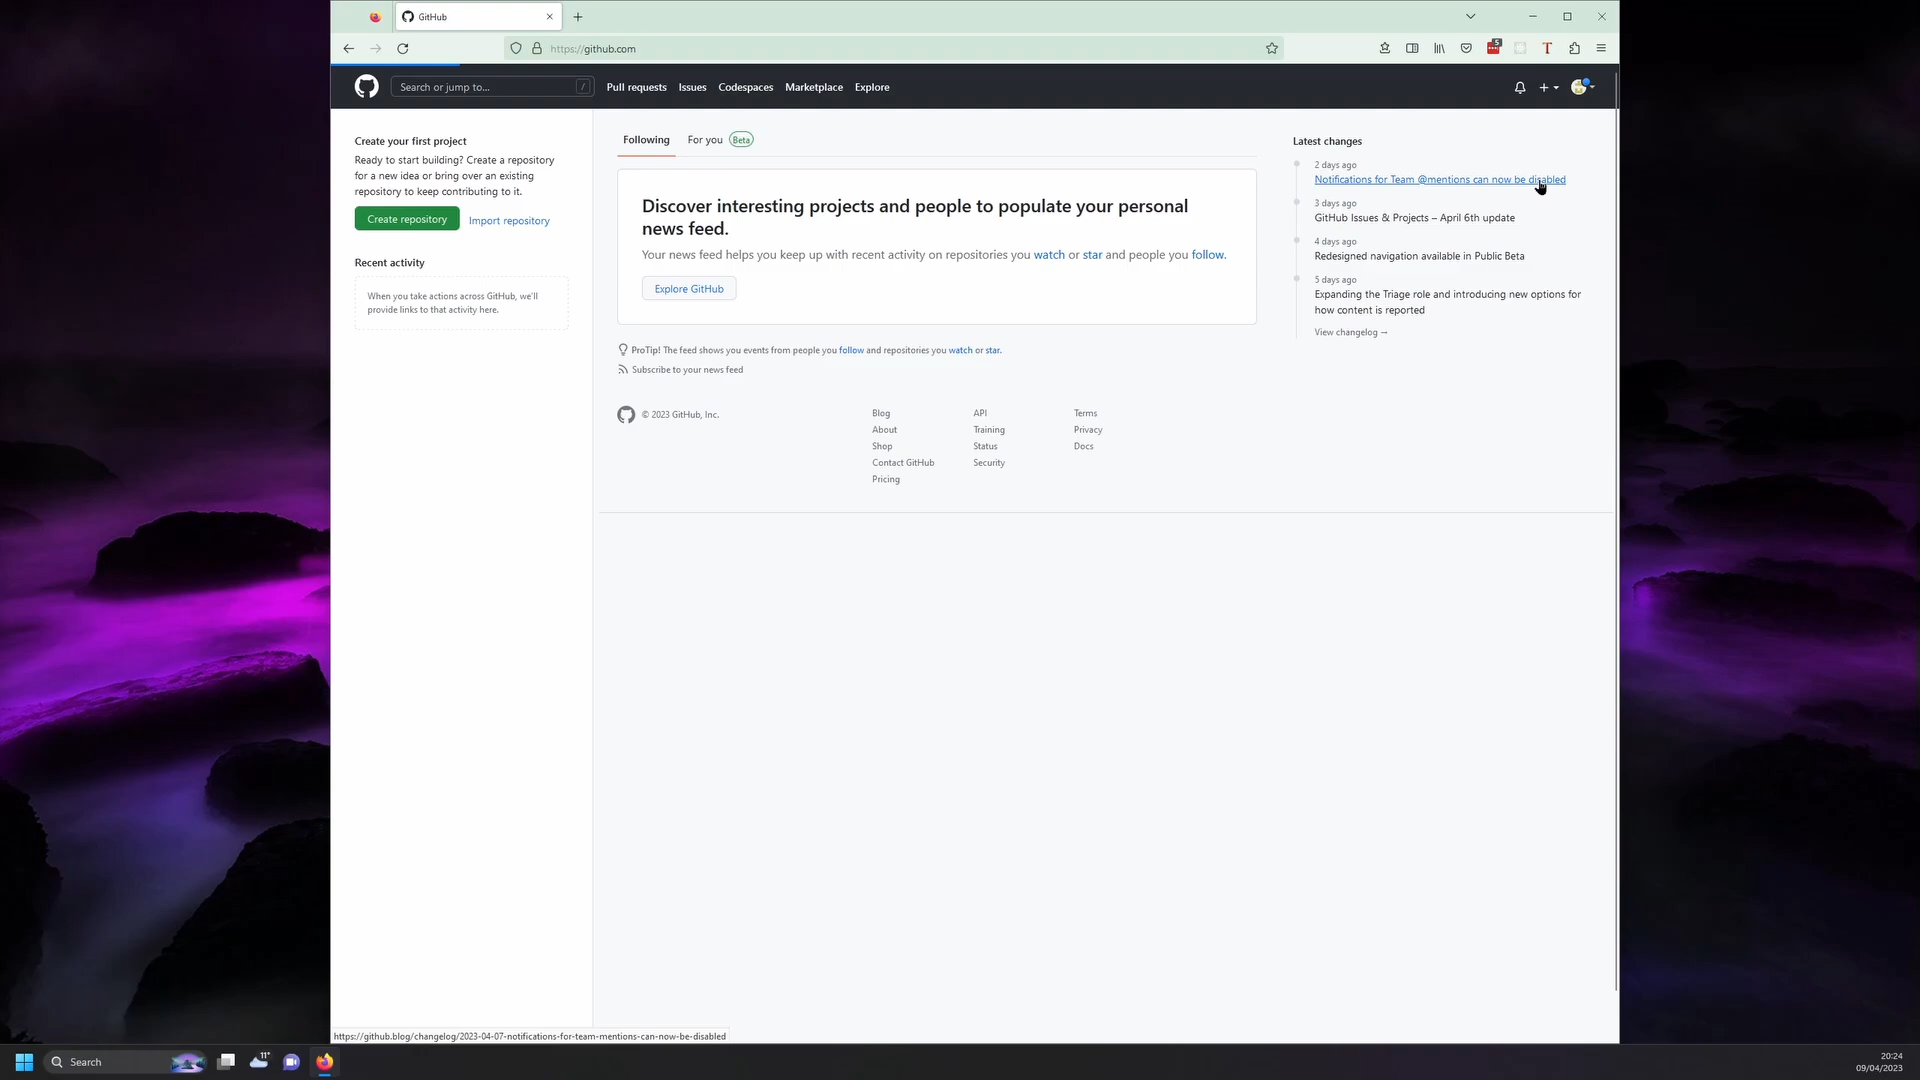 GitHub
https://github.com
5
T
Search or jump to...
/
Pull requests
Issues
Codespaces
Marketplace
Explore
Create your first project
Ready to start building? Create a repository
for a new idea or bring over an existing
repository to keep contributing to it.
Create repository
Import repository
Recent activity
When you take actions across GitHub, we'll
provide links to that activity here.
Following
For you
Beta
Discover interesting projects and people to populate your personal
news feed.
Your news feed helps you keep up with recent activity on repositories you watch or star and people you follow.
Explore GitHub
ProTip! The feed shows you events from people you follow and repositories you watch or star.
Subscribe to your news feed
© 2023 GitHub, Inc.
Blog
About
Shop
Contact GitHub
Pricing
API
Training
Status
Security
Terms
Privacy
Docs
Latest changes
2 days ago
Notifications for Team @mentions can now be disabled
3 days ago
GitHub Issues & Projects – April 6th update
4 days ago
Redesigned navigation available in Public Beta
5 days ago
Expanding the Triage role and introducing new options for
how content is reported
View changelog →
https://github.blog/changelog/2023-04-07-notifications-for-team-mentions-can-now-be-disabled
Search
11°
20:24
09/04/2023